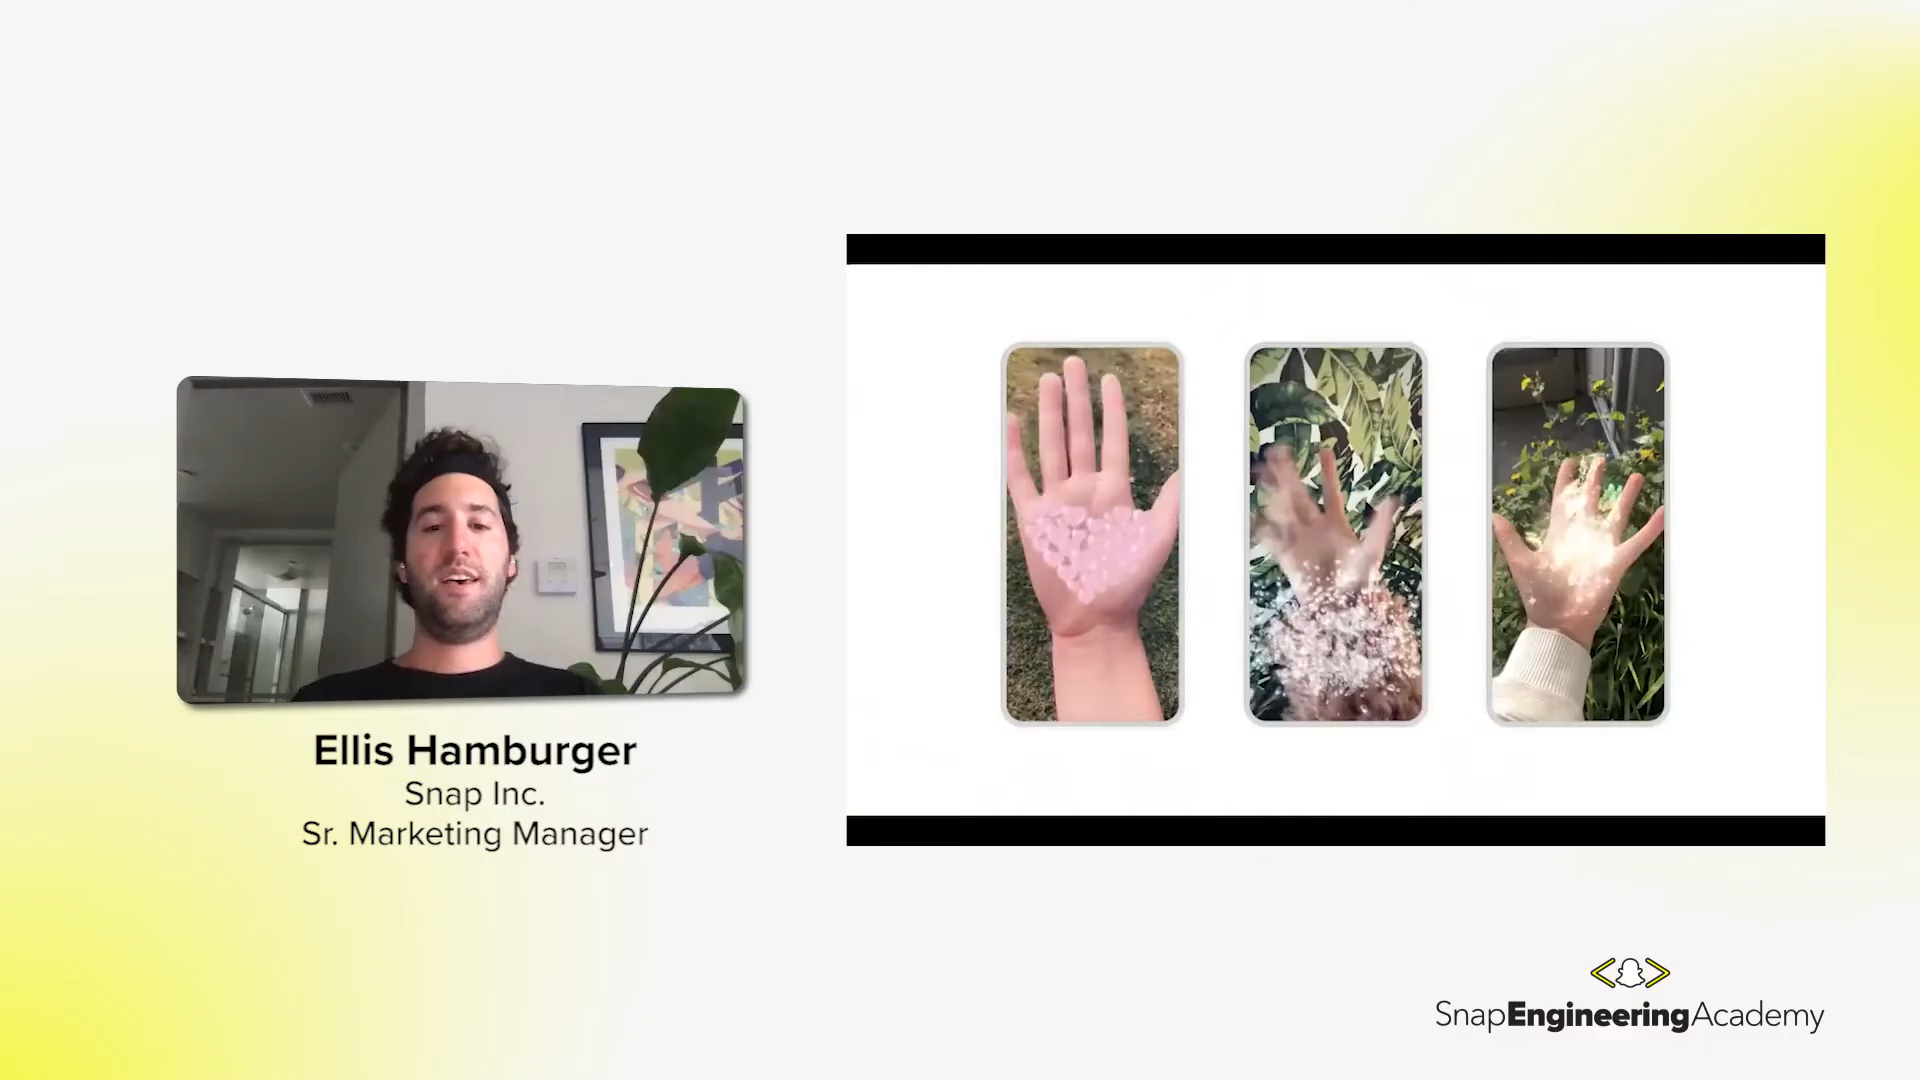 Ellis Hamburger
Snap Inc.
Sr. Marketing Manager
SnapEngineeringAcademy